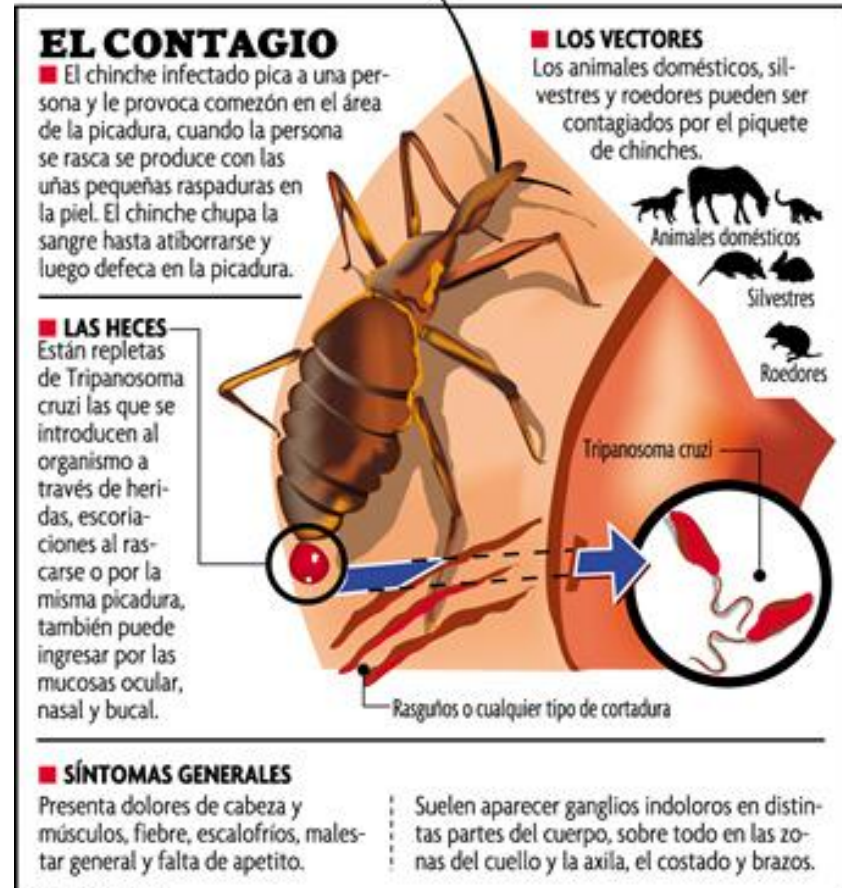 EL CONTAGIO
El chinche infectado pica a una per-
sona y le provoca comezón en el área
de la picadura, cuando la persona
se rasca se produce con las
uñas pequeñas raspaduras en
la piel. El chinche chupa la
sangre hasta atiborrarse y
luego defeca en la picadura.
LOS VECTORES
Los animales domésticos, sil-
vestres y roedores pueden ser
contagiados por el piquete
de chinches.
Animales domésticos
Silvestres
Roedores
LAS HECES
Están repletas
de Tripanosoma
cruzi las que se
introducen al
organismo a
través de heri-
das, escoria-
ciones al ras-
carse o por la
misma picadura,
también puede
ingresar por las
mucosas ocular,
nasal y bucal.
Tripanosoma cruzi
Rasguños o cualquier tipo de cortadura
SÍNTOMAS GENERALES
Presenta dolores de cabeza y
músculos, fiebre, escalofríos, males-
tar general y falta de apetito.
Suelen aparecer ganglios indoloros en distin-
tas partes del cuerpo, sobre todo en las zo-
nas del cuello y la axila, el costado y brazos.